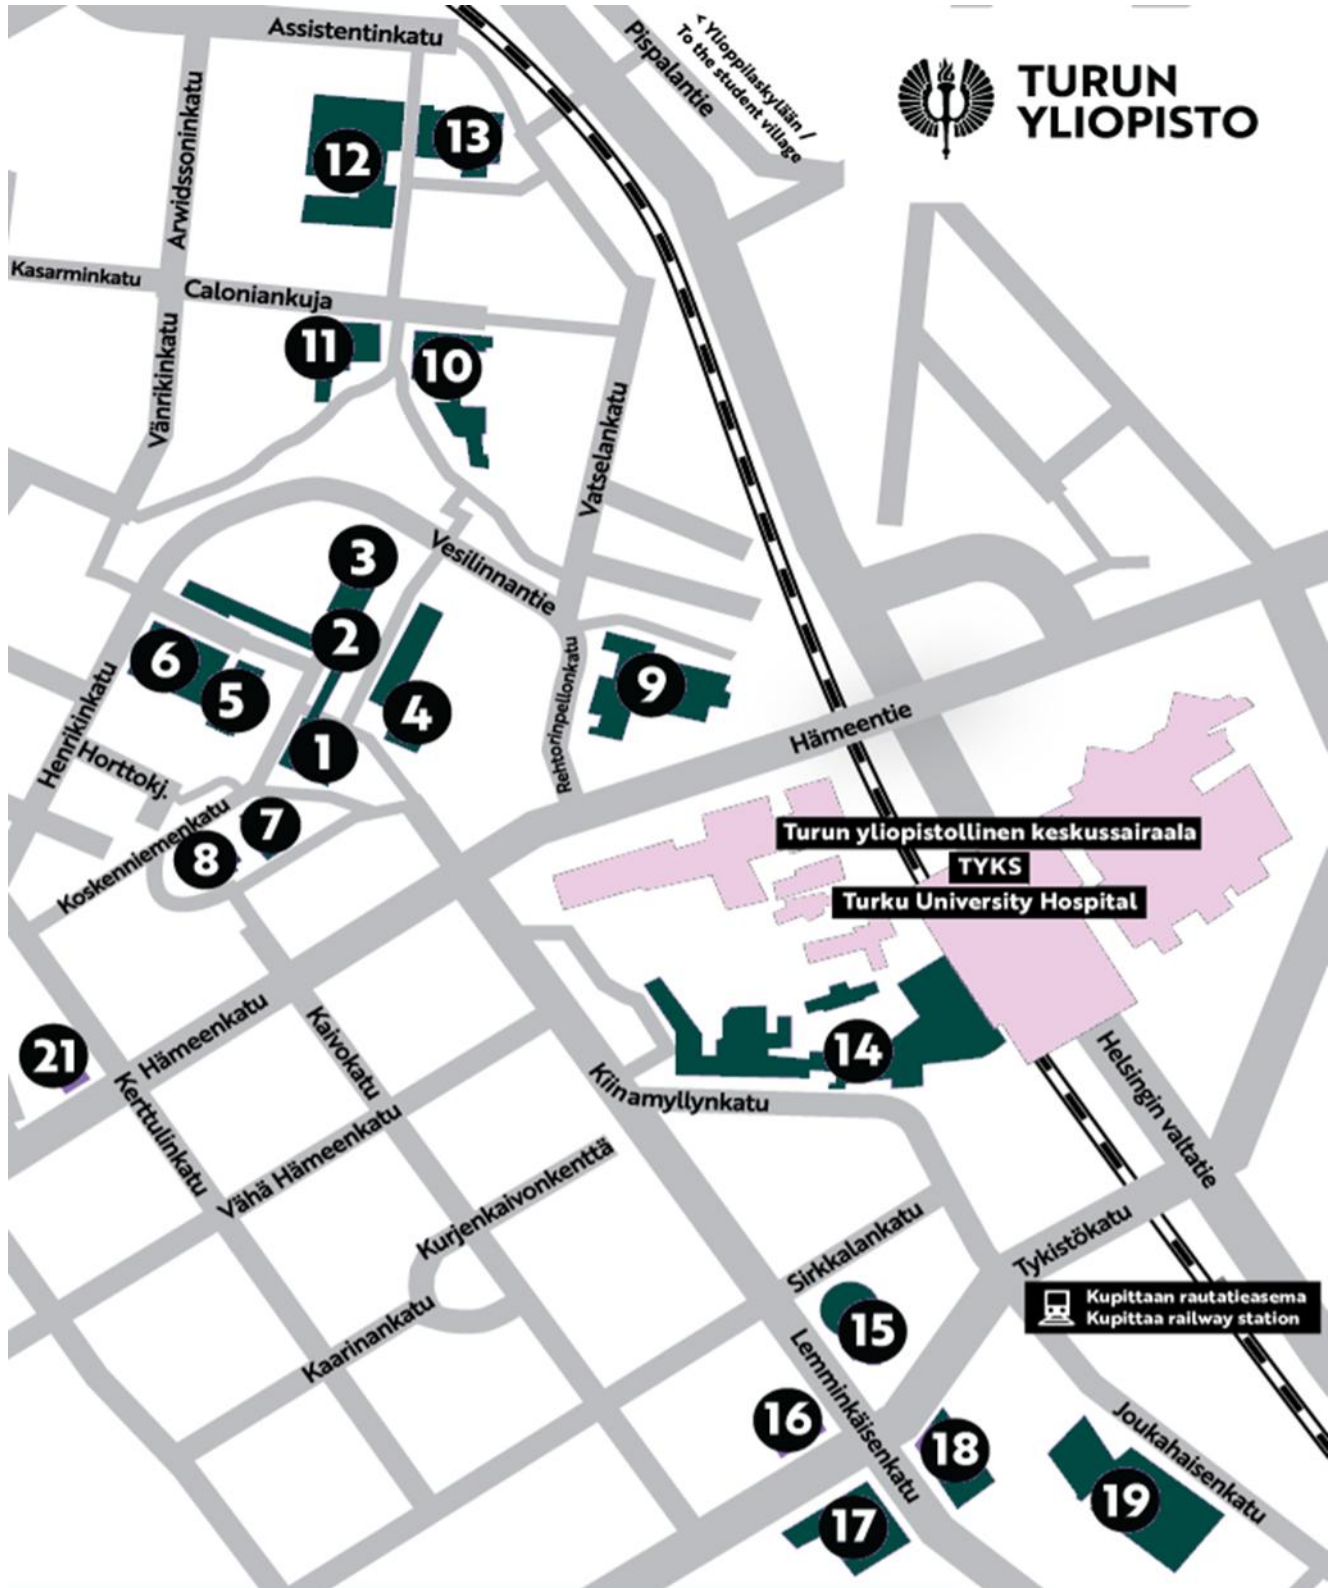 Assistentinkatu
Pispalantie
< Ylioppilaskylään /
To the student village
TURUN
YLIOPISTO
Arwidssoninkatu
12
13
Kasarminkatu
Caloniankuja
Vänrikinkatu
11
10
Vatselankatu
3
Vesilinnantie
2
6
5
4
9
Rehtorinpellonkatu
Henrikinkatu
1
Hämeentie
Horttokj.
7
8
Koskenniemenkatu
Turun yliopistollinen keskussairaala
TYKS
Turku University Hospital
21
Hämeenkatu
Kaivokatu
14
Kiinamyllynkatu
Kerttulinkatu
Vähä Hämeenkatu
Helsingin valtatie
Kurjenkaivonkenttä
Sirkkalankatu
Tykistökatu
Kaarinankatu
15
Kupittaan rautatieasema
Kupittaa railway station
Lemminkäisenkatu
16
18
Joukahaisenkatu
17
19